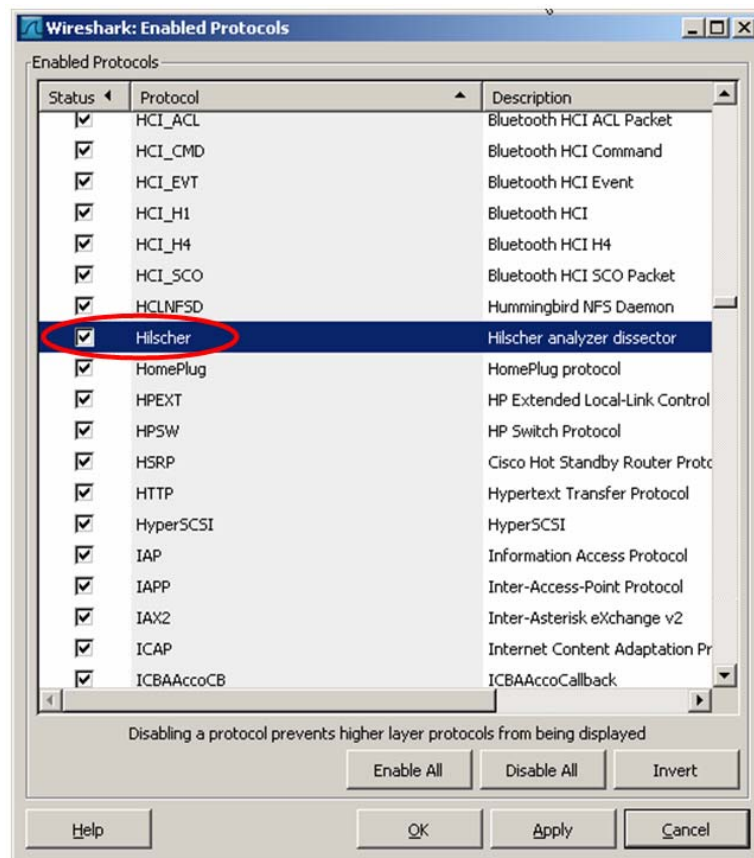 Wireshark: Enabled Protocols
Enabled Protocols
Status Protocol Description
HCI_ACL Bluetooth HCI ACL Packet
HCI_CMD Bluetooth HCI Command
HCI_EVT Bluetooth HCI Event
HCI_H1 Bluetooth HCI
HCI_H4 Bluetooth HCI H4
HCI_SCO Bluetooth HCI SCO Packet
HCLNFSD Hummingbird NFS Daemon
Hilscher Hilscher analyzer dissector
HomePlug HomePlug protocol
HPEXT HP Extended Local-Link Control
HPSW HP Switch Protocol
HSRP Cisco Hot Standby Router Protc
HTTP Hypertext Transfer Protocol
HyperSCSI HyperSCSI
IAP Information Access Protocol
IAPP Inter-Access-Point Protocol
IAX2 Inter-Asterisk eXchange v2
ICAP Internet Content Adaptation Pr
ICBAAccoCB ICBAAccoCallback
Disabling a protocol prevents higher layer protocols from being displayed
Enable All Disable All Invert
Help OK Apply Cancel